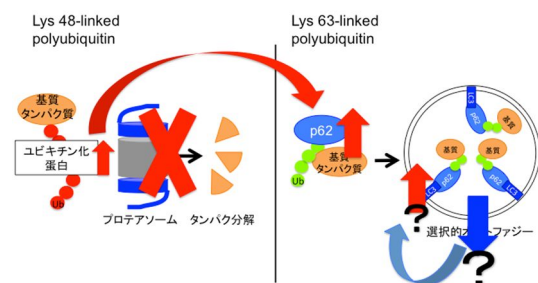 Lys 48-linked
polyubiquitin
Lys 63-linked
polyubiquitin
基質
タンパク質
ユビキチン化
蛋白
Ub
プロテアソーム
タンパク分解
p62
基質
タンパク質
Ub
LC3
p62
基質
基質
基質
p62
LC3
p62
LC3
?
選択的オートファジー
?